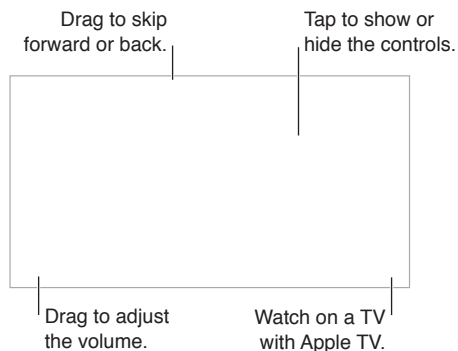 Drag to skip
forward or back.
Tap to show or
hide the controls.
Drag to adjust
the volume.
Watch on a TV
with Apple TV.